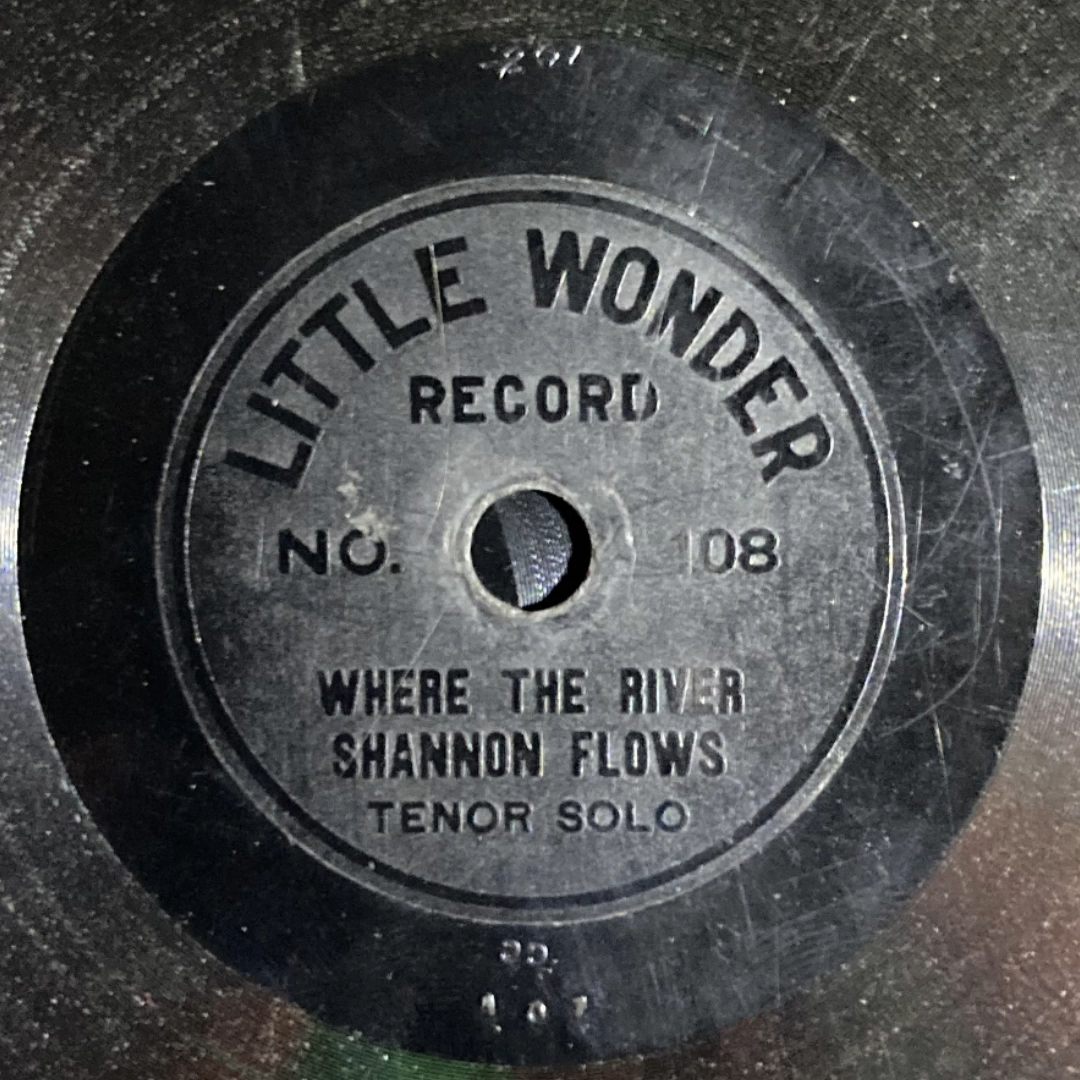 LITTLE WONDER
RECORD
NO. 108
WHERE THE RIVER
SHANNON FLOWS
TENOR SOLO